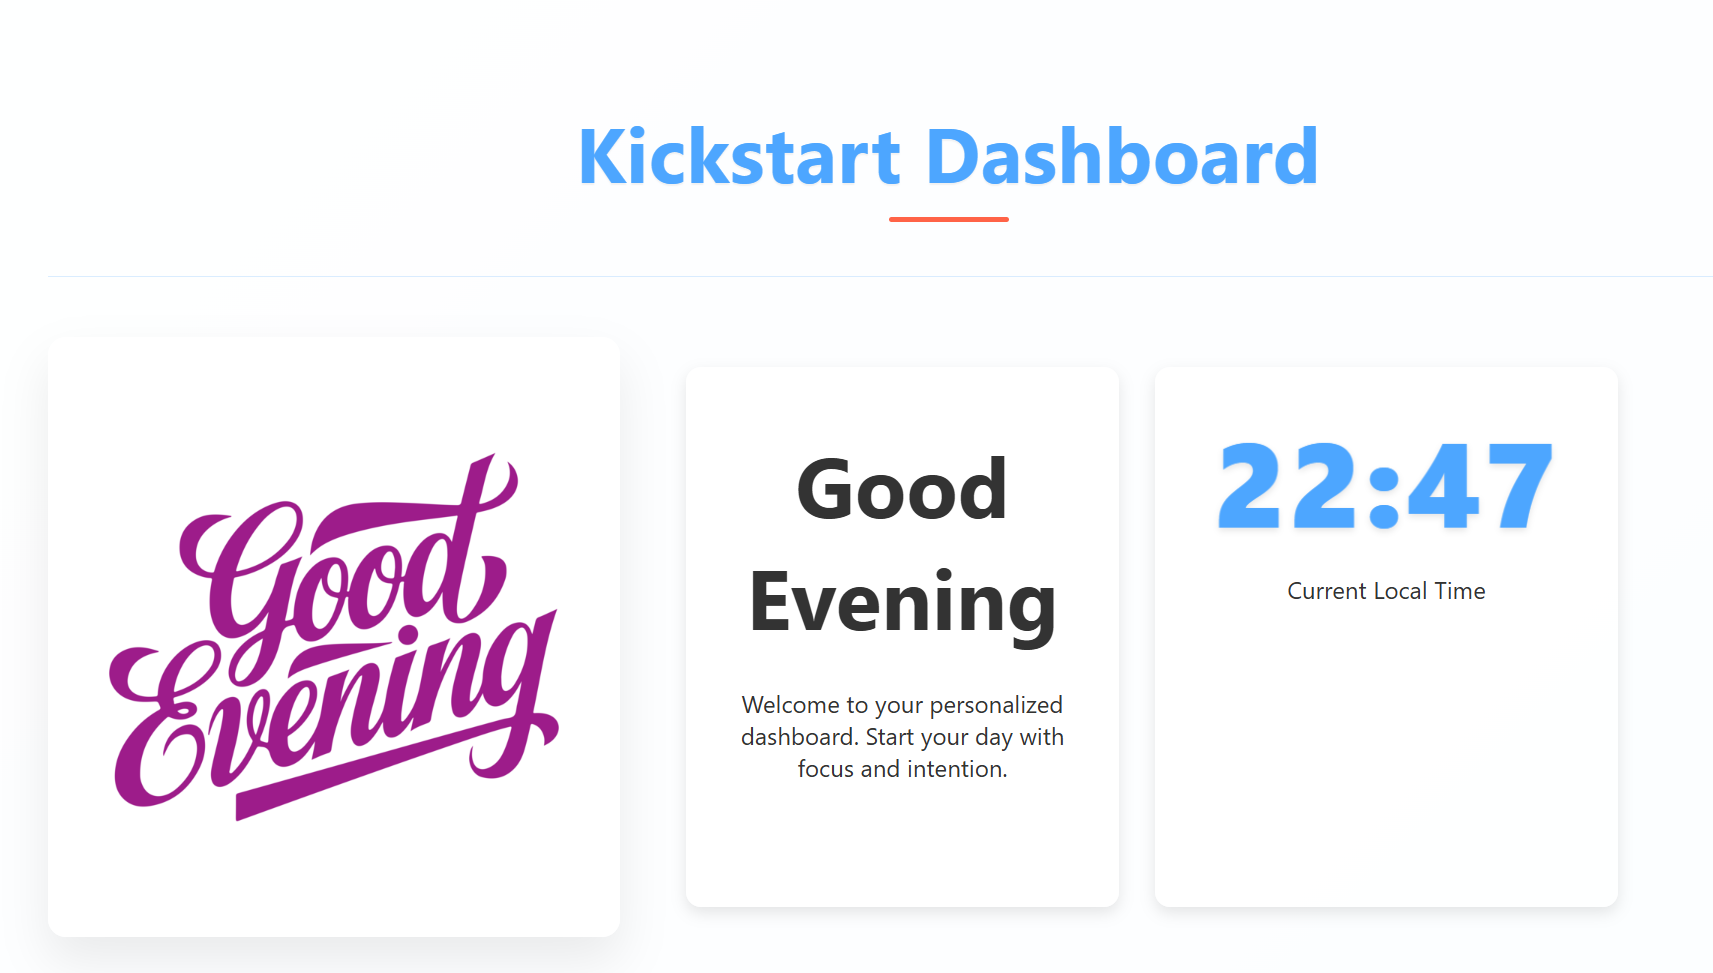 Kickstart Dashboard
Good
Evening
Good
Evening
Welcome to your personalized
dashboard. Start your day with
focus and intention.
22:47
Current Local Time